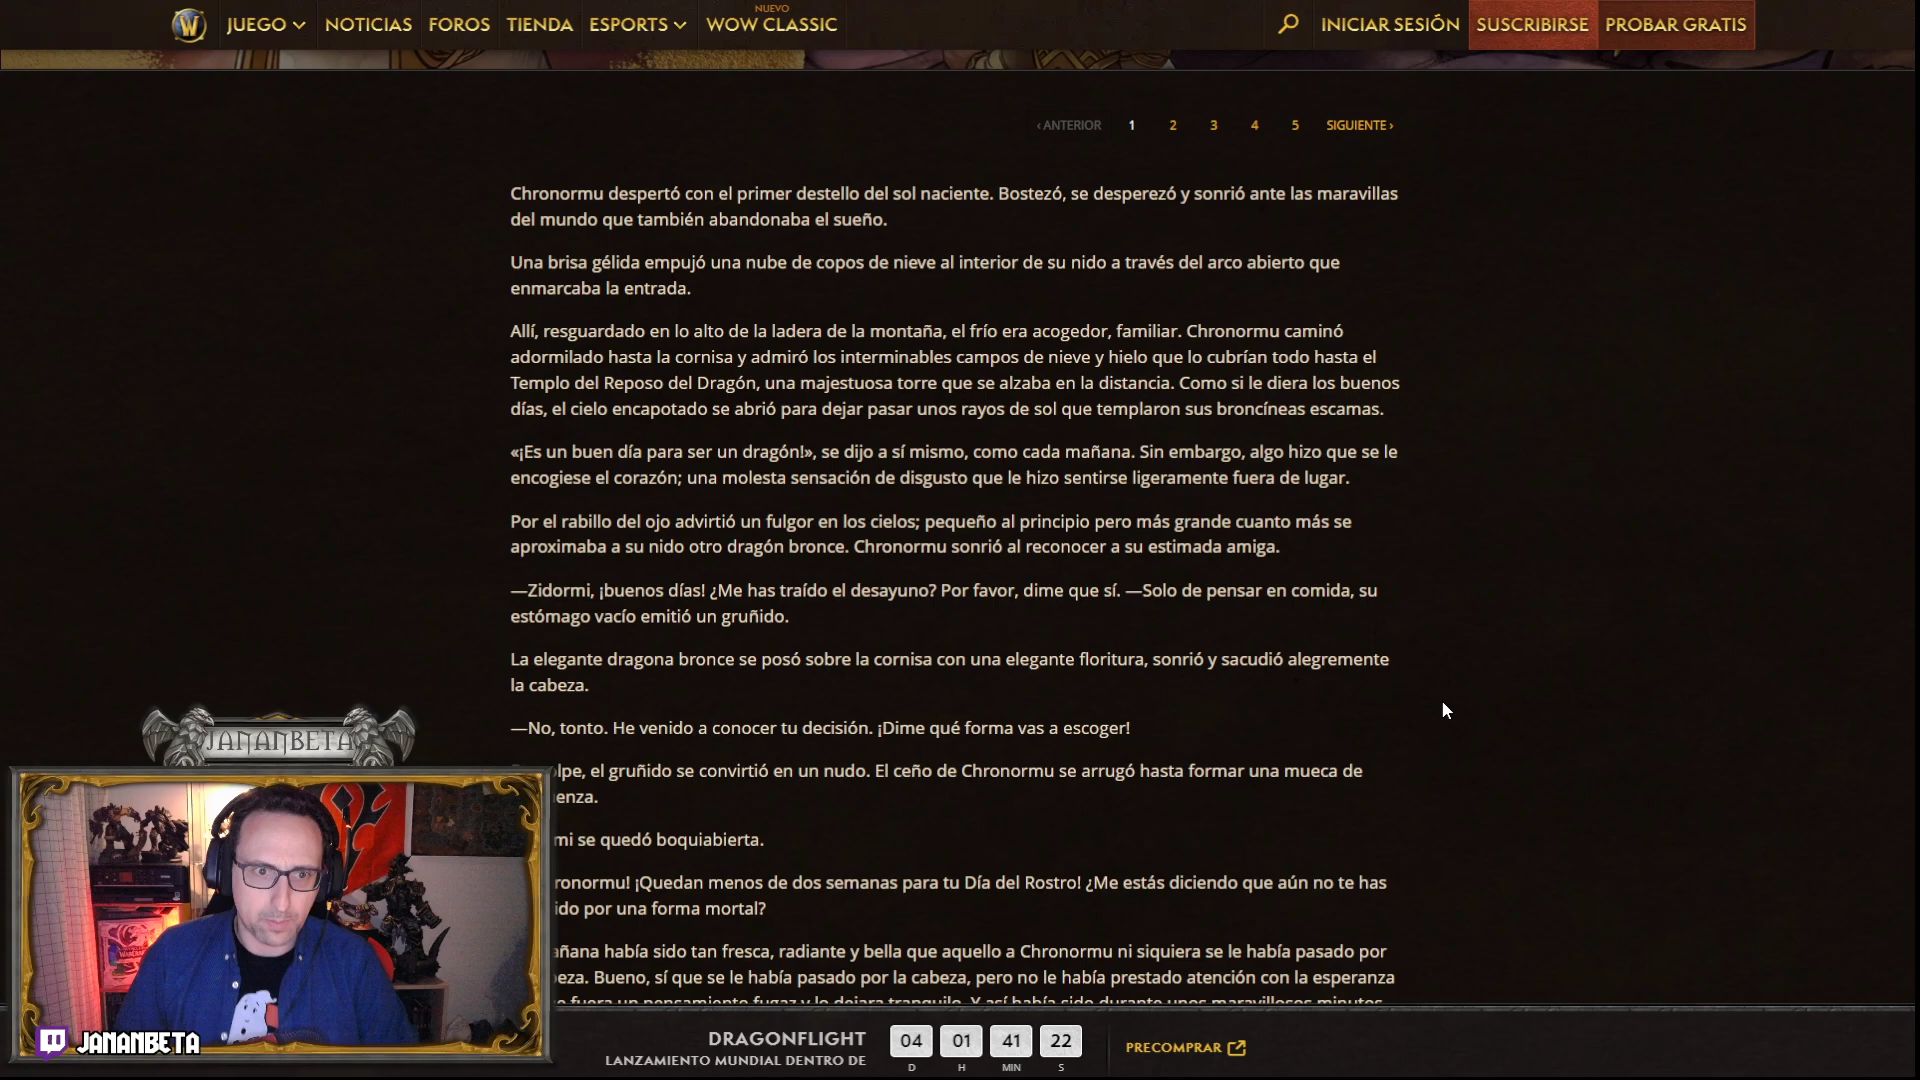 JUEGO
NOTICIAS
FOROS
TIENDA
ESPORTS
NUEVO
WOW CLASSIC
INICIAR SESIÓN
SUSCRIBIRSE
PROBAR GRATIS
‹ ANTERIOR 1 2 3 4 5 SIGUIENTE ›
Chronormu despertó con el primer destello del sol naciente. Bostezó, se desperezó y sonrió ante las maravillas
del mundo que también abandonaba el sueño.
Una brisa gélida empujó una nube de copos de nieve al interior de su nido a través del arco abierto que
enmarcaba la entrada.
Allí, resguardado en lo alto de la ladera de la montaña, el frío era acogedor, familiar. Chronormu caminó
adormilado hasta la cornisa y admiró los interminables campos de nieve y hielo que lo cubrían todo hasta el
Templo del Reposo del Dragón, una majestuosa torre que se alzaba en la distancia. Como si le diera los buenos
días, el cielo encapotado se abrió para dejar pasar unos rayos de sol que templaron sus broncíneas escamas.
«¡Es un buen día para ser un dragón!», se dijo a sí mismo, como cada mañana. Sin embargo, algo hizo que se le
encogiese el corazón; una molesta sensación de disgusto que le hizo sentirse ligeramente fuera de lugar.
Por el rabillo del ojo advirtió un fulgor en los cielos; pequeño al principio pero más grande cuanto más se
aproximaba a su nido otro dragón bronce. Chronormu sonrió al reconocer a su estimada amiga.
—Zidormi, ¡buenos días! ¿Me has traído el desayuno? Por favor, dime que sí. —Solo de pensar en comida, su
estómago vacío emitió un gruñido.
La elegante dragona bronce se posó sobre la cornisa con una elegante floritura, sonrió y sacudió alegremente
la cabeza.
—No, tonto. He venido a conocer tu decisión. ¡Dime qué forma vas a escoger!
olpe, el gruñido se convirtió en un nudo. El ceño de Chronormu se arrugó hasta formar una mueca de
enza.
mi se quedó boquiabierta.
ronormu! ¡Quedan menos de dos semanas para tu Día del Rostro! ¿Me estás diciendo que aún no te has
ido por una forma mortal?
añana había sido tan fresca, radiante y bella que aquello a Chronormu ni siquiera se le había pasado por
beza. Bueno, sí que se le había pasado por la cabeza, pero no le había prestado atención con la esperanza
fuera un pensamiento fugaz y lo dejara tranquilo. Y así había sido durante unos maravillosos minutos
JANANBETA
JANANBETA
DRAGONFLIGHT
LANZAMIENTO MUNDIAL DENTRO DE
04 01 41 22
D H MIN S
PRECOMPRAR